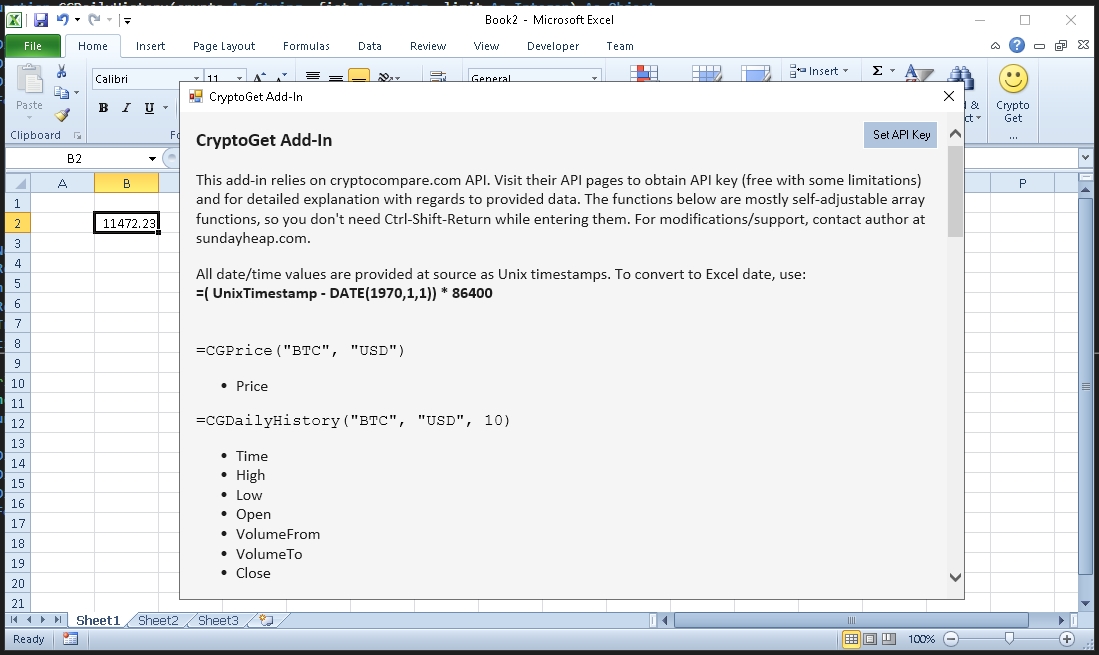 Book2 - Microsoft Excel
File Home Insert Page Layout Formulas Data Review View Developer Team
Paste
Clipboard
Calibri 11
B I U
General
Insert
Σ
Crypto
Get
...
B2
A B P
CryptoGet Add-In
CryptoGet Add-In
Set API Key
This add-in relies on cryptocompare.com API. Visit their API pages to obtain API key (free with some limitations)
and for detailed explanation with regards to provided data. The functions below are mostly self-adjustable array
functions, so you don't need Ctrl-Shift-Return while entering them. For modifications/support, contact author at
sundayheap.com.
All date/time values are provided at source as Unix timestamps. To convert to Excel date, use:
=( UnixTimestamp - DATE(1970,1,1)) * 86400
=CGPrice("BTC", "USD")
• Price
=CGDailyHistory("BTC", "USD", 10)
• Time
• High
• Low
• Open
• VolumeFrom
• VolumeTo
• Close
1
2 11472.23
3
4
5
6
7
8
9
10
11
12
13
14
15
16
17
18
19
20
21
Sheet1 Sheet2 Sheet3
Ready 100%